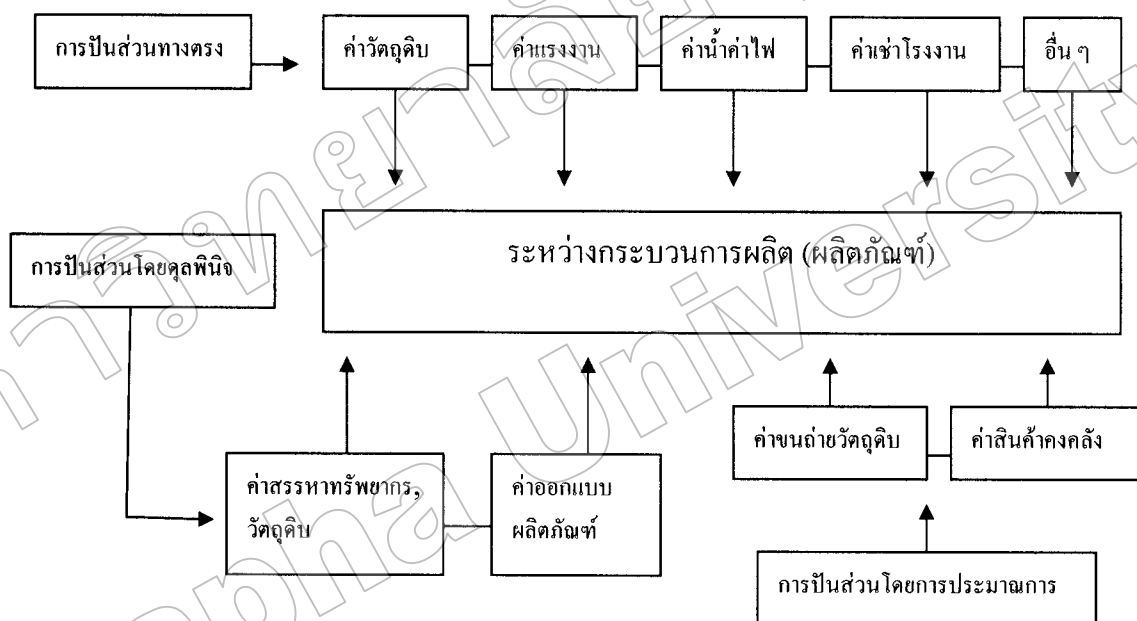 การปันส่วนทางตรง
ค่าวัตถุดิบ
ค่าแรงงาน
ค่าน้ำค่าไฟ
ค่าเช่าโรงงาน
อื่น ๆ
ระหว่างกระบวนการผลิต (ผลิตภัณฑ์)
การปันส่วนโดยดุลพินิจ
ค่าขนถ่ายวัตถุดิบ
ค่าสินค้าคงคลัง
ค่าสรรหาทรัพยากร,
วัตถุดิบ
ค่าออกแบบ
ผลิตภัณฑ์
การปันส่วนโดยการประมาณการ
University